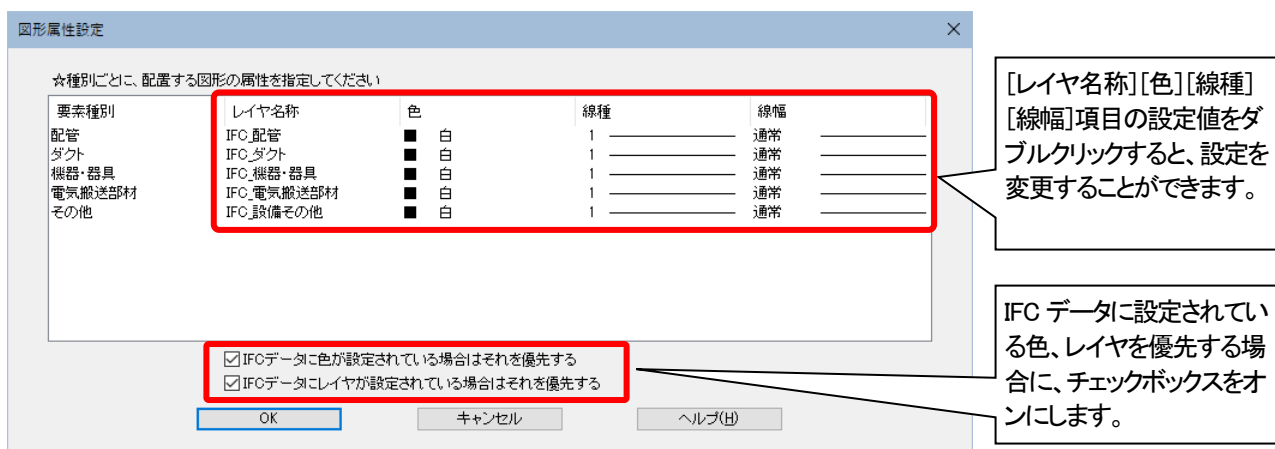 図形属性設定
☆種別ごとに、配置する図形の属性を指定してください
要素種別 レイヤ名称 色 線種 線幅
配管 IFC_配管 白 1 通常
ダクト IFC_ダクト 白 1 通常
機器・器具 IFC_機器・器具 白 1 通常
電気搬送部材 IFC_電気搬送部材 白 1 通常
その他 IFC_設備その他 白 1 通常
IFCデータに色が設定されている場合はそれを優先する
IFCデータにレイヤが設定されている場合はそれを優先する
OK キャンセル ヘルプ(H)
[レイヤ名称][色][線種]
[線幅]項目の設定値をダ
ブルクリックすると、設定を
変更することができます。
IFC データに設定されてい
る色、レイヤを優先する場
合に、チェックボックスをオ
ンにします。